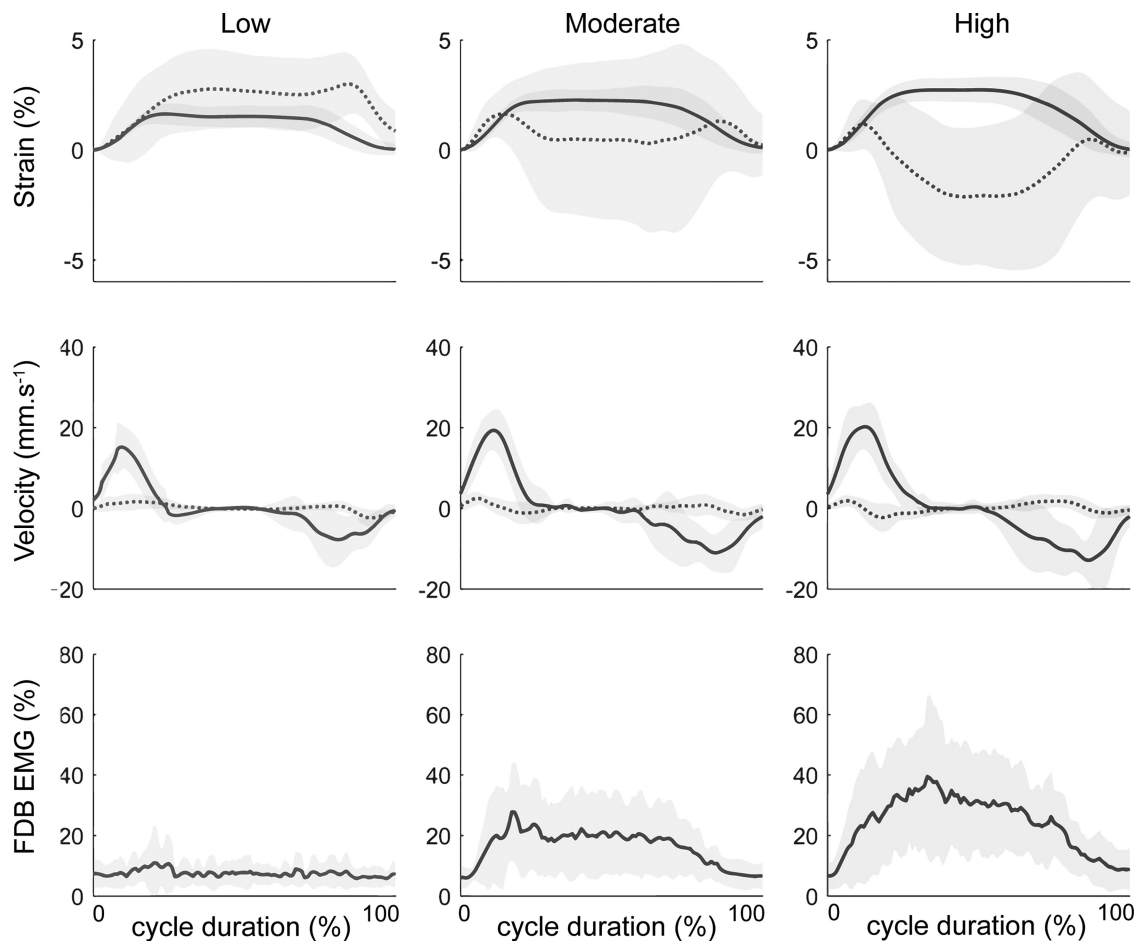 Low Moderate High
Strain (%)
5 5 5
0 0 0
-5 -5 -5
Velocity (mm.s⁻¹)
40 40 40
20 20 20
0 0 0
-20 -20 -20
FDB EMG (%)
80 80 80
60 60 60
40 40 40
20 20 20
0 0 0
0 100 0 100 0 100
cycle duration (%) cycle duration (%) cycle duration (%)